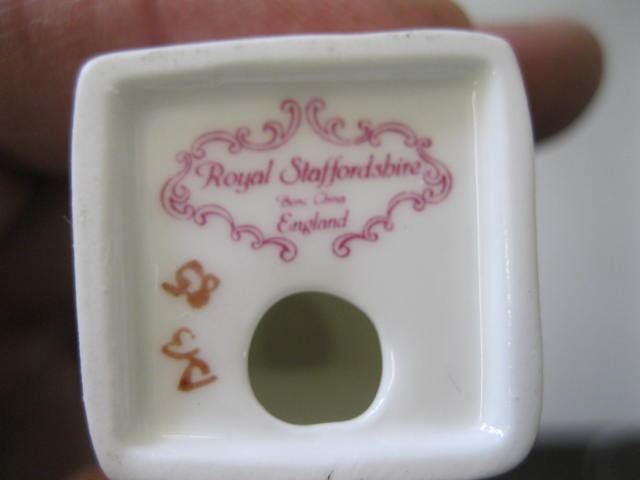 Royal Staffordshire
Bone China
England